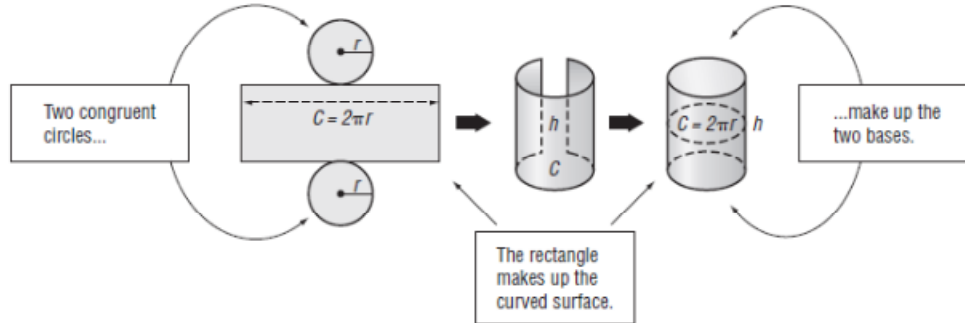 r
Two congruent
circles...
C = 2πr
r
h
C
C = 2πr
h
...make up the
two bases.
The rectangle
makes up the
curved surface.